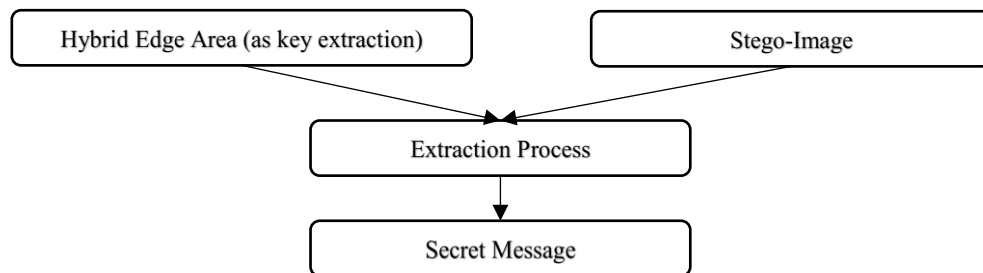 Hybrid Edge Area (as key extraction)
Stego-Image
Extraction Process
Secret Message